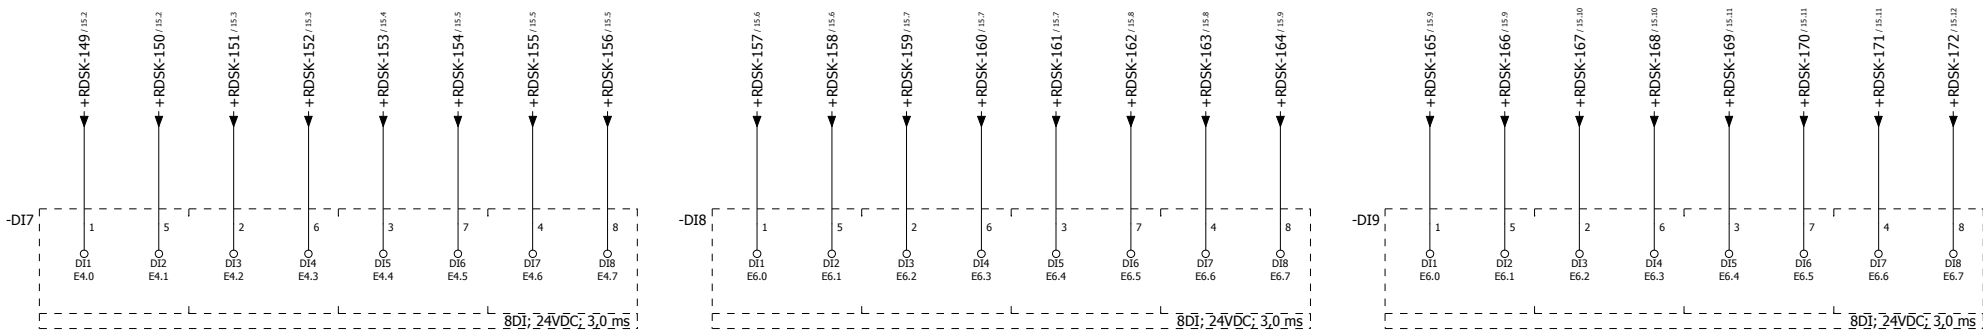 +RDSK-149 / 15.2
+RDSK-150 / 15.2
+RDSK-151 / 15.3
+RDSK-152 / 15.3
+RDSK-153 / 15.4
+RDSK-154 / 15.5
+RDSK-155 / 15.5
+RDSK-156 / 15.5
+RDSK-157 / 15.6
+RDSK-158 / 15.6
+RDSK-159 / 15.7
+RDSK-160 / 15.7
+RDSK-161 / 15.7
+RDSK-162 / 15.8
+RDSK-163 / 15.8
+RDSK-164 / 15.9
+RDSK-165 / 15.9
+RDSK-166 / 15.9
+RDSK-167 / 15.10
+RDSK-168 / 15.10
+RDSK-169 / 15.11
+RDSK-170 / 15.11
+RDSK-171 / 15.11
+RDSK-172 / 15.12
-DI7
1 5 2 6 3 7 4 8
DI1 DI2 DI3 DI4 DI5 DI6 DI7 DI8
E4.0 E4.1 E4.2 E4.3 E4.4 E4.5 E4.6 E4.7
8DI; 24VDC; 3,0 ms
-DI8
1 5 2 6 3 7 4 8
DI1 DI2 DI3 DI4 DI5 DI6 DI7 DI8
E6.0 E6.1 E6.2 E6.3 E6.4 E6.5 E6.6 E6.7
8DI; 24VDC; 3,0 ms
-DI9
1 5 2 6 3 7 4 8
DI1 DI2 DI3 DI4 DI5 DI6 DI7 DI8
E6.0 E6.1 E6.2 E6.3 E6.4 E6.5 E6.6 E6.7
8DI; 24VDC; 3,0 ms